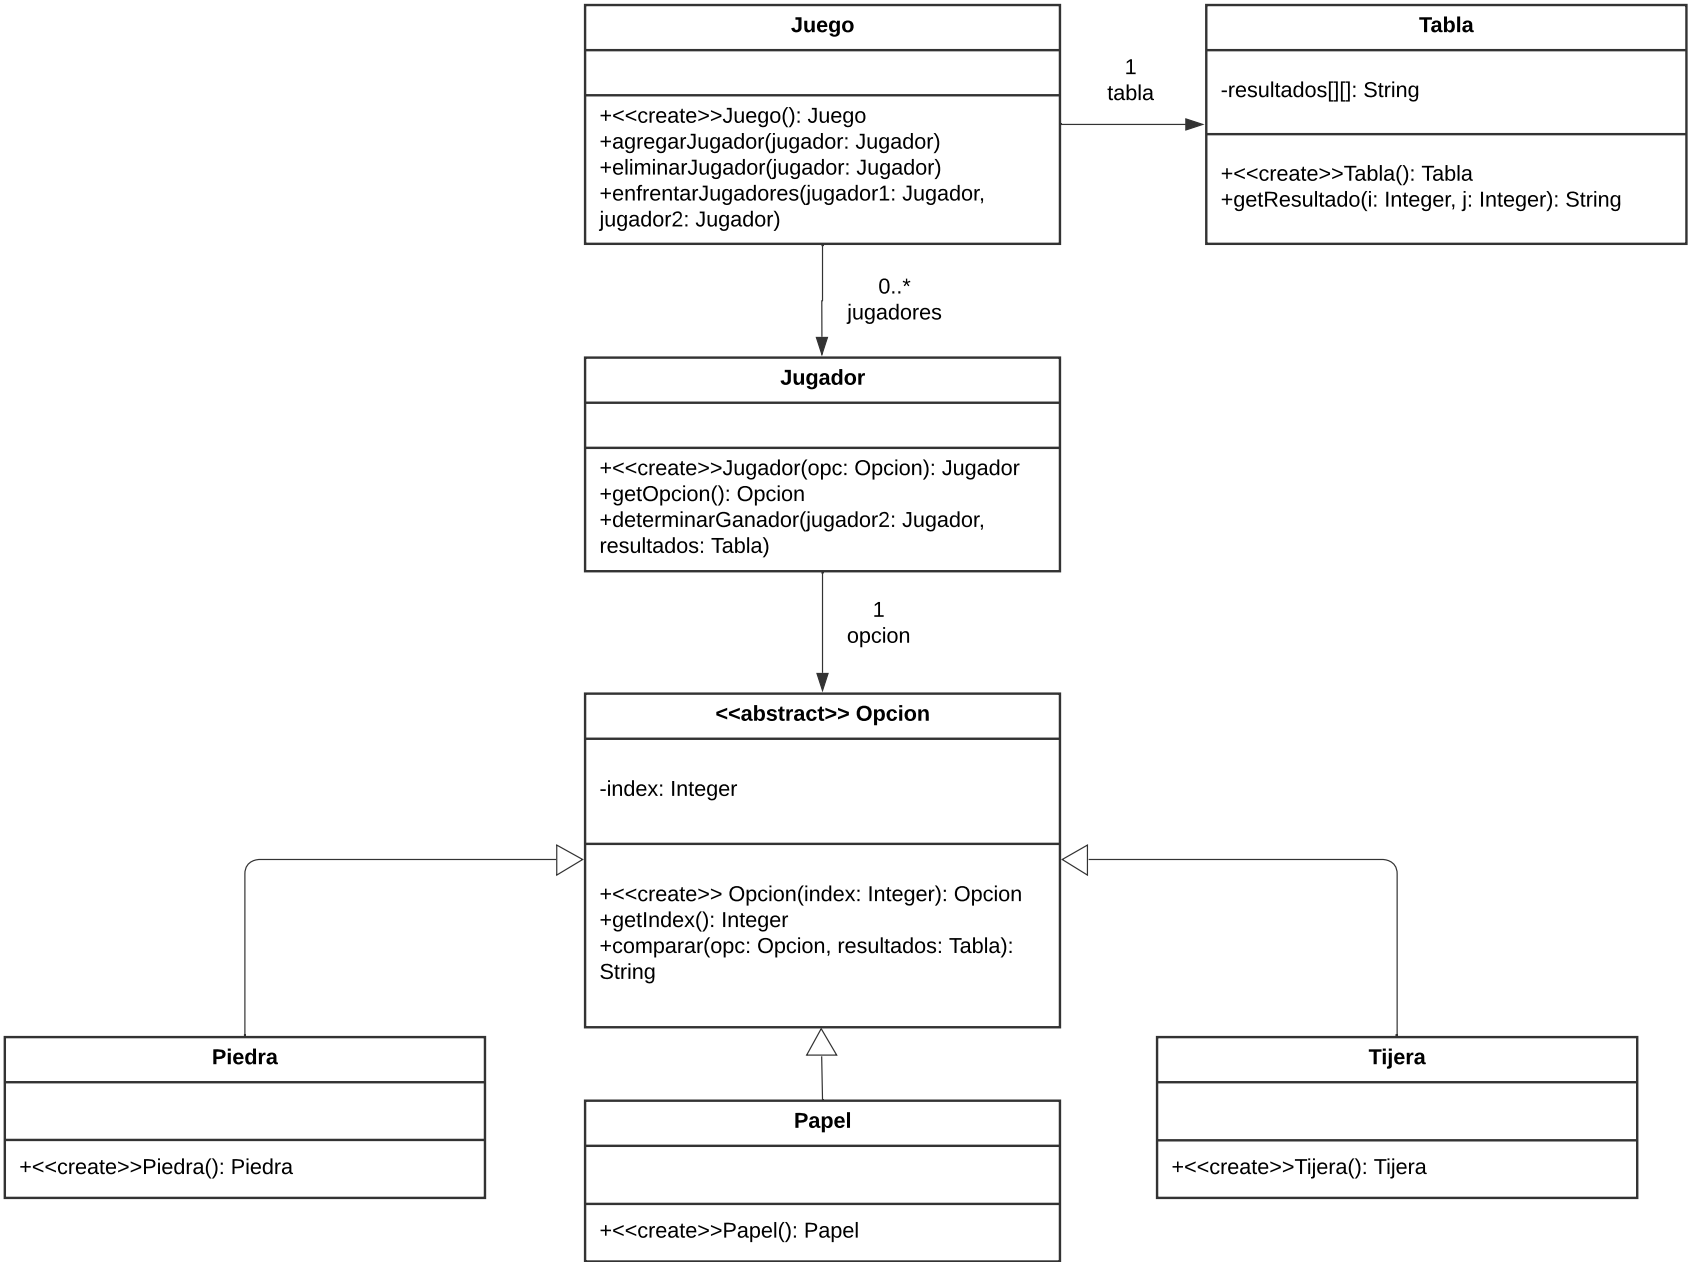 Juego
+<<create>>Juego(): Juego
+agregarJugador(jugador: Jugador)
+eliminarJugador(jugador: Jugador)
+enfrentarJugadores(jugador1: Jugador,
jugador2: Jugador)
1
tabla
Tabla
-resultados[][]: String
+<<create>>Tabla(): Tabla
+getResultado(i: Integer, j: Integer): String
0..*
jugadores
Jugador
+<<create>>Jugador(opc: Opcion): Jugador
+getOpcion(): Opcion
+determinarGanador(jugador2: Jugador,
resultados: Tabla)
1
opcion
<<abstract>> Opcion
-index: Integer
+<<create>> Opcion(index: Integer): Opcion
+getIndex(): Integer
+comparar(opc: Opcion, resultados: Tabla):
String
Piedra
+<<create>>Piedra(): Piedra
Papel
+<<create>>Papel(): Papel
Tijera
+<<create>>Tijera(): Tijera